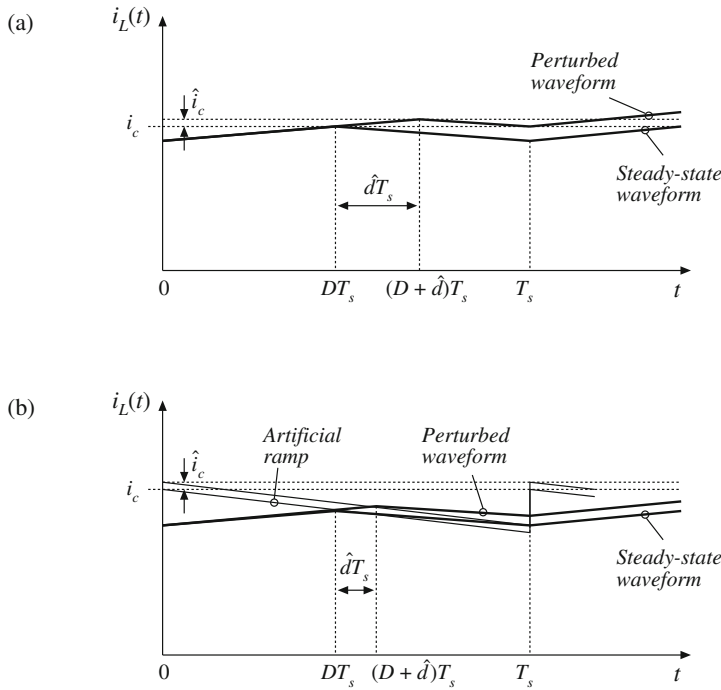 (a)
i_L(t)
Perturbed
waveform
î_c
i_c
Steady-state
waveform
d̂T_s
0
DT_s
(D + d̂)T_s
T_s
t
(b)
i_L(t)
Artificial
ramp
Perturbed
waveform
î_c
i_c
Steady-state
waveform
d̂T_s
0
DT_s
(D + d̂)T_s
T_s
t